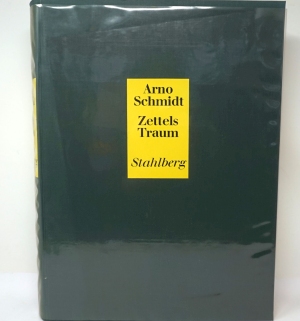 Arno
Schmidt
Zettels
Traum
Stahlberg